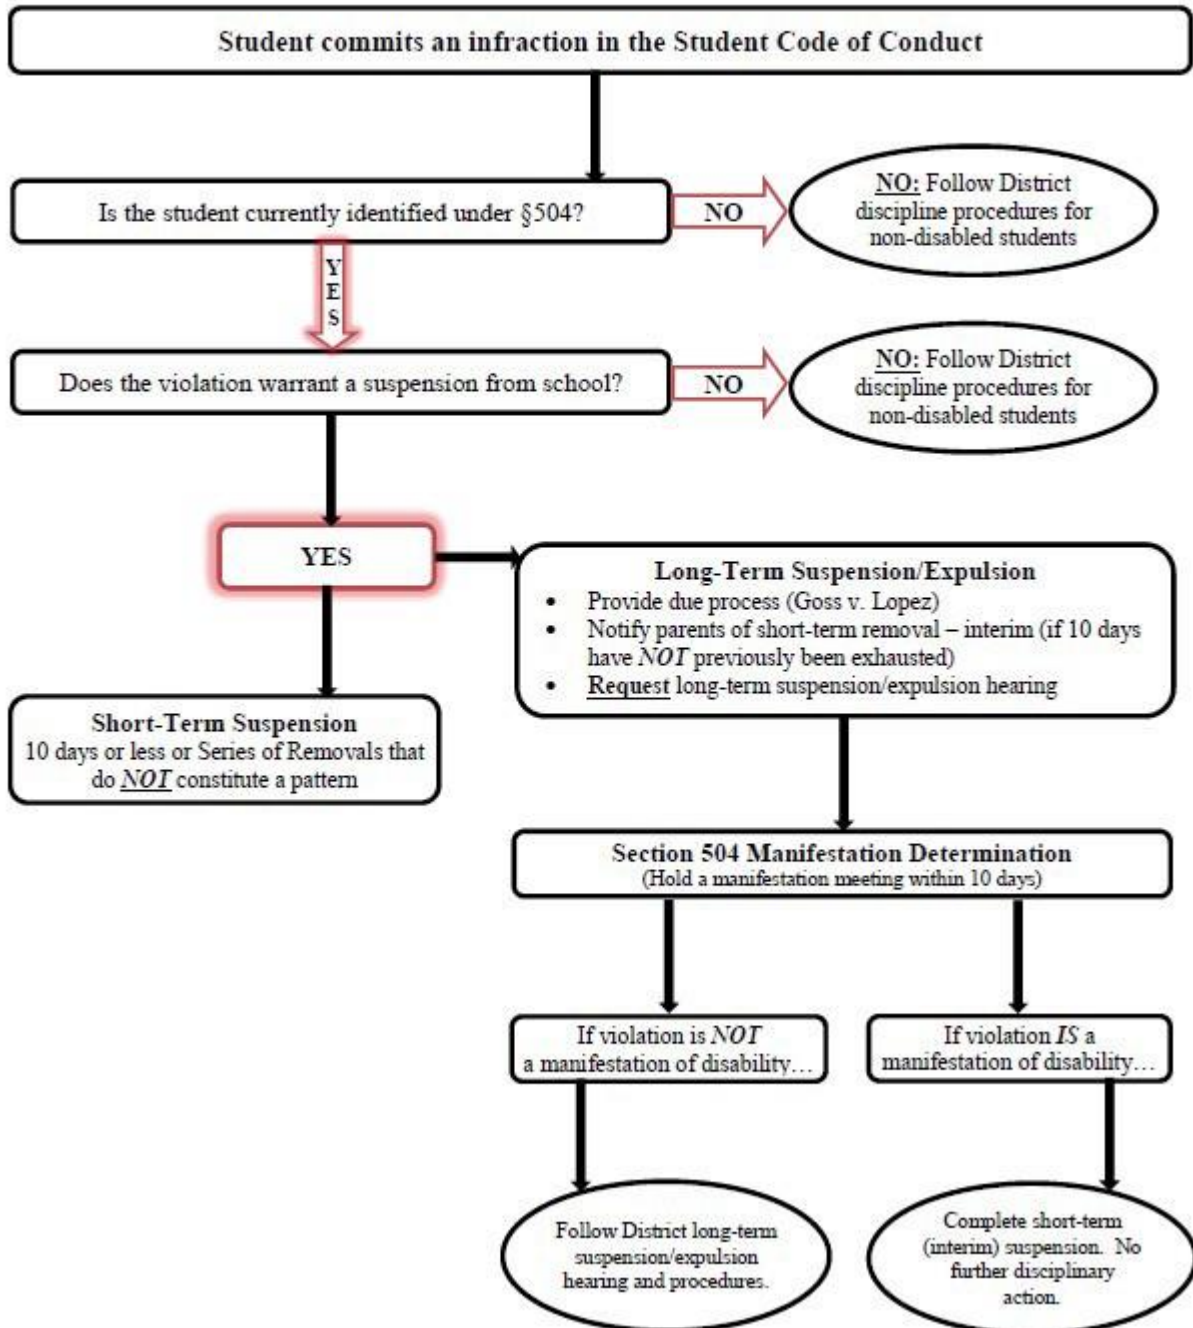 Student commits an infraction in the Student Code of Conduct
Is the student currently identified under §504?
NO
NO: Follow District
discipline procedures for
non-disabled students
Y
E
S
Does the violation warrant a suspension from school?
NO
NO: Follow District
discipline procedures for
non-disabled students
YES
Long-Term Suspension/Expulsion
• Provide due process (Goss v. Lopez)
• Notify parents of short-term removal – interim (if 10 days
have NOT previously been exhausted)
• Request long-term suspension/expulsion hearing
Short-Term Suspension
10 days or less or Series of Removals that
do NOT constitute a pattern
Section 504 Manifestation Determination
(Hold a manifestation meeting within 10 days)
If violation is NOT
a manifestation of disability…
If violation IS a
manifestation of disability…
Follow District long-term
suspension/expulsion
hearing and procedures.
Complete short-term
(interim) suspension. No
further disciplinary
action.